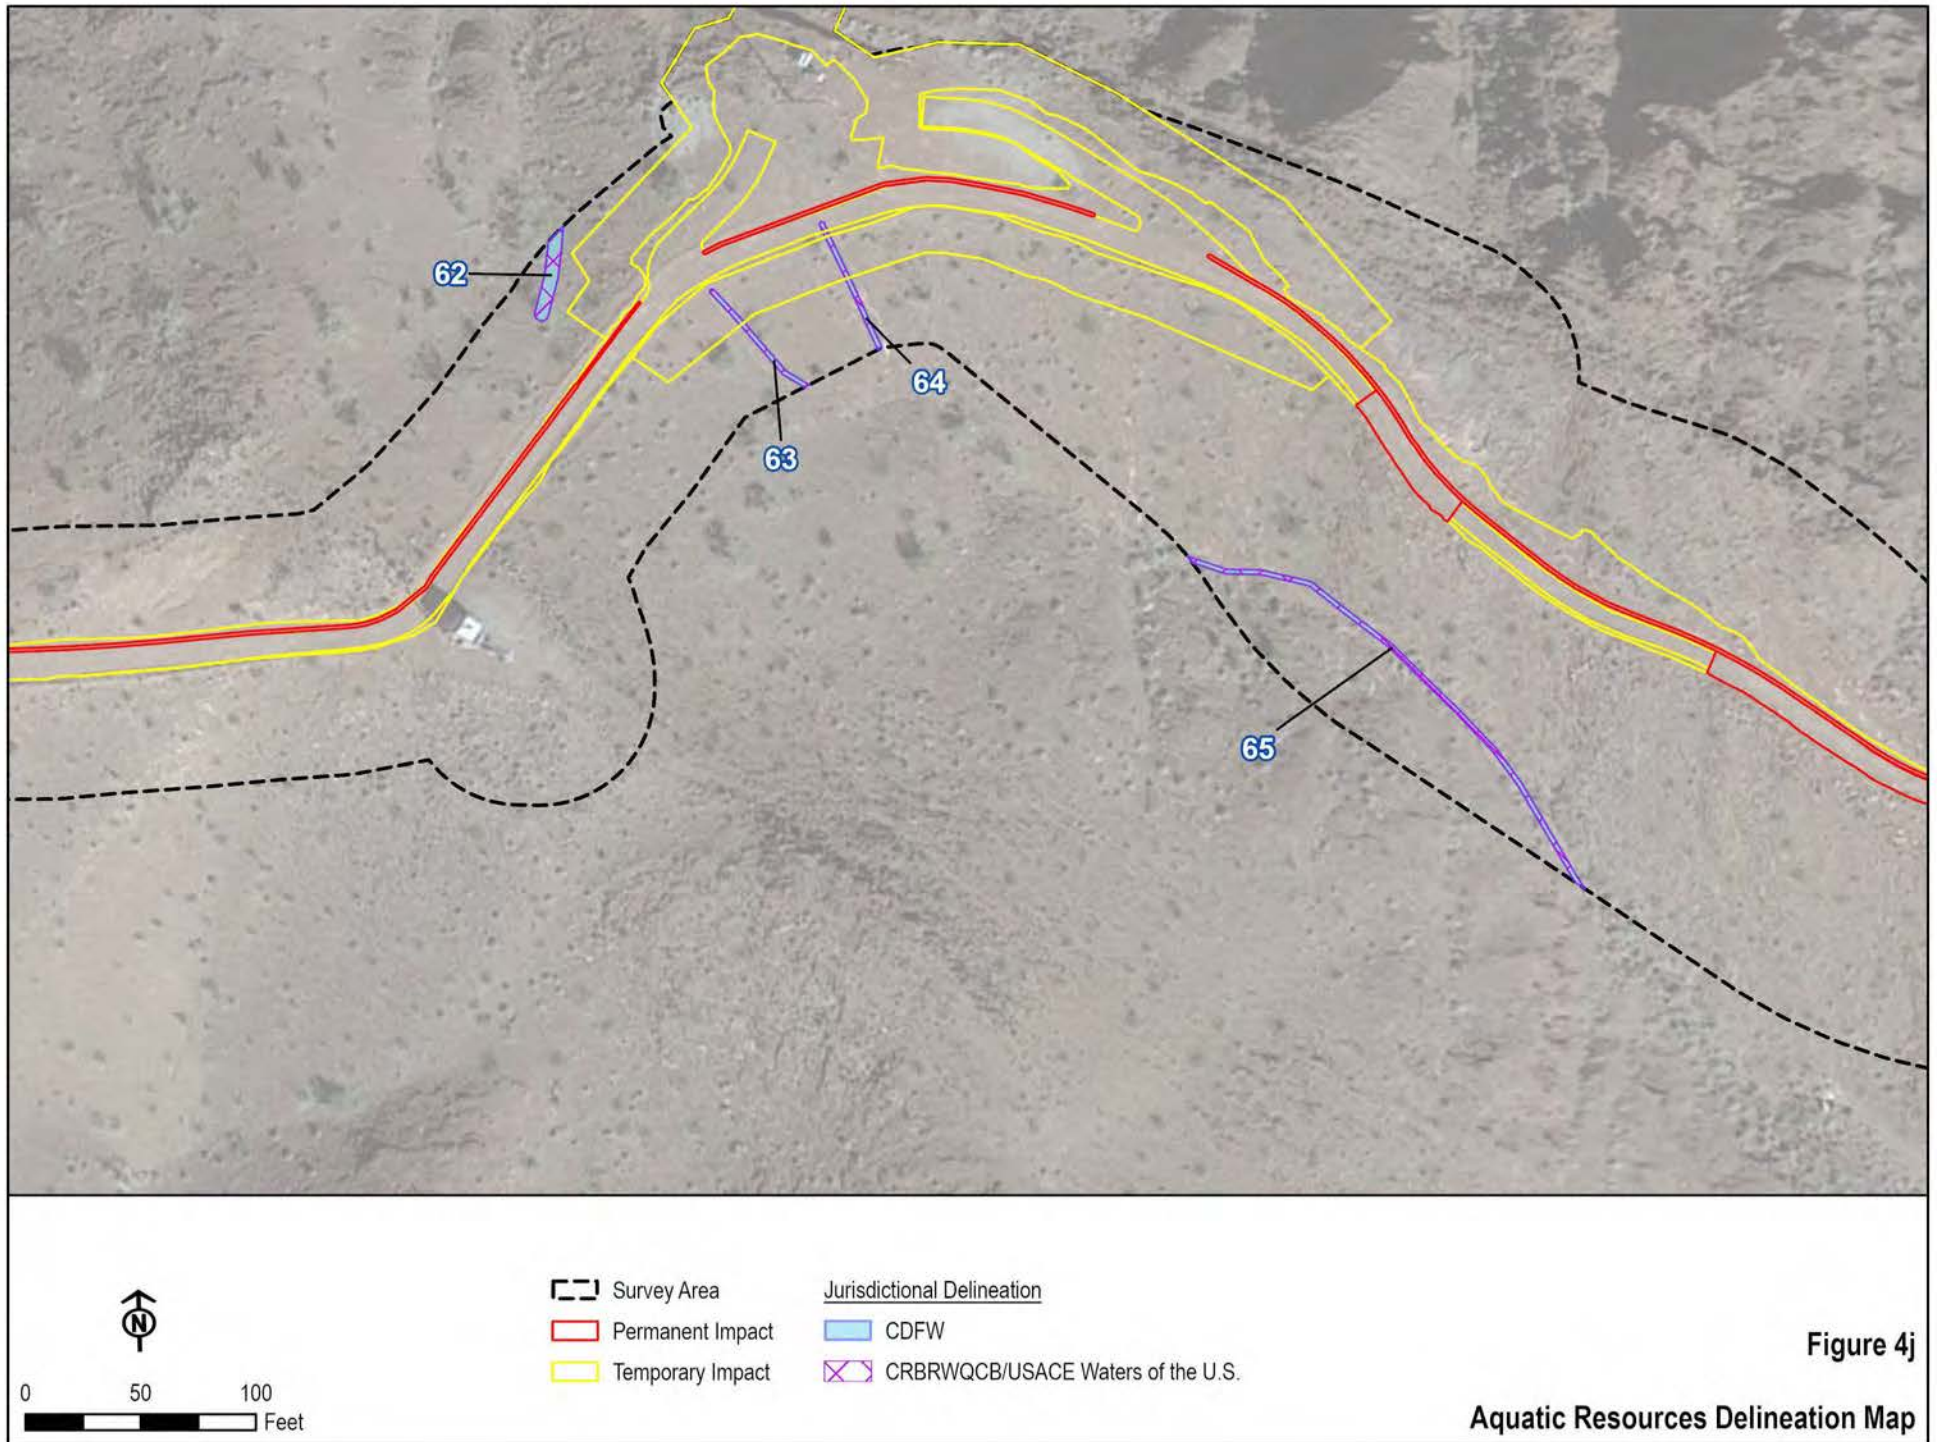 62
64
63
65
Survey Area
Jurisdictional Delineation
Permanent Impact
CDFW
Temporary Impact
CRBRWQCB/USACE Waters of the U.S.
N
0 50 100
Feet
Figure 4j
Aquatic Resources Delineation Map